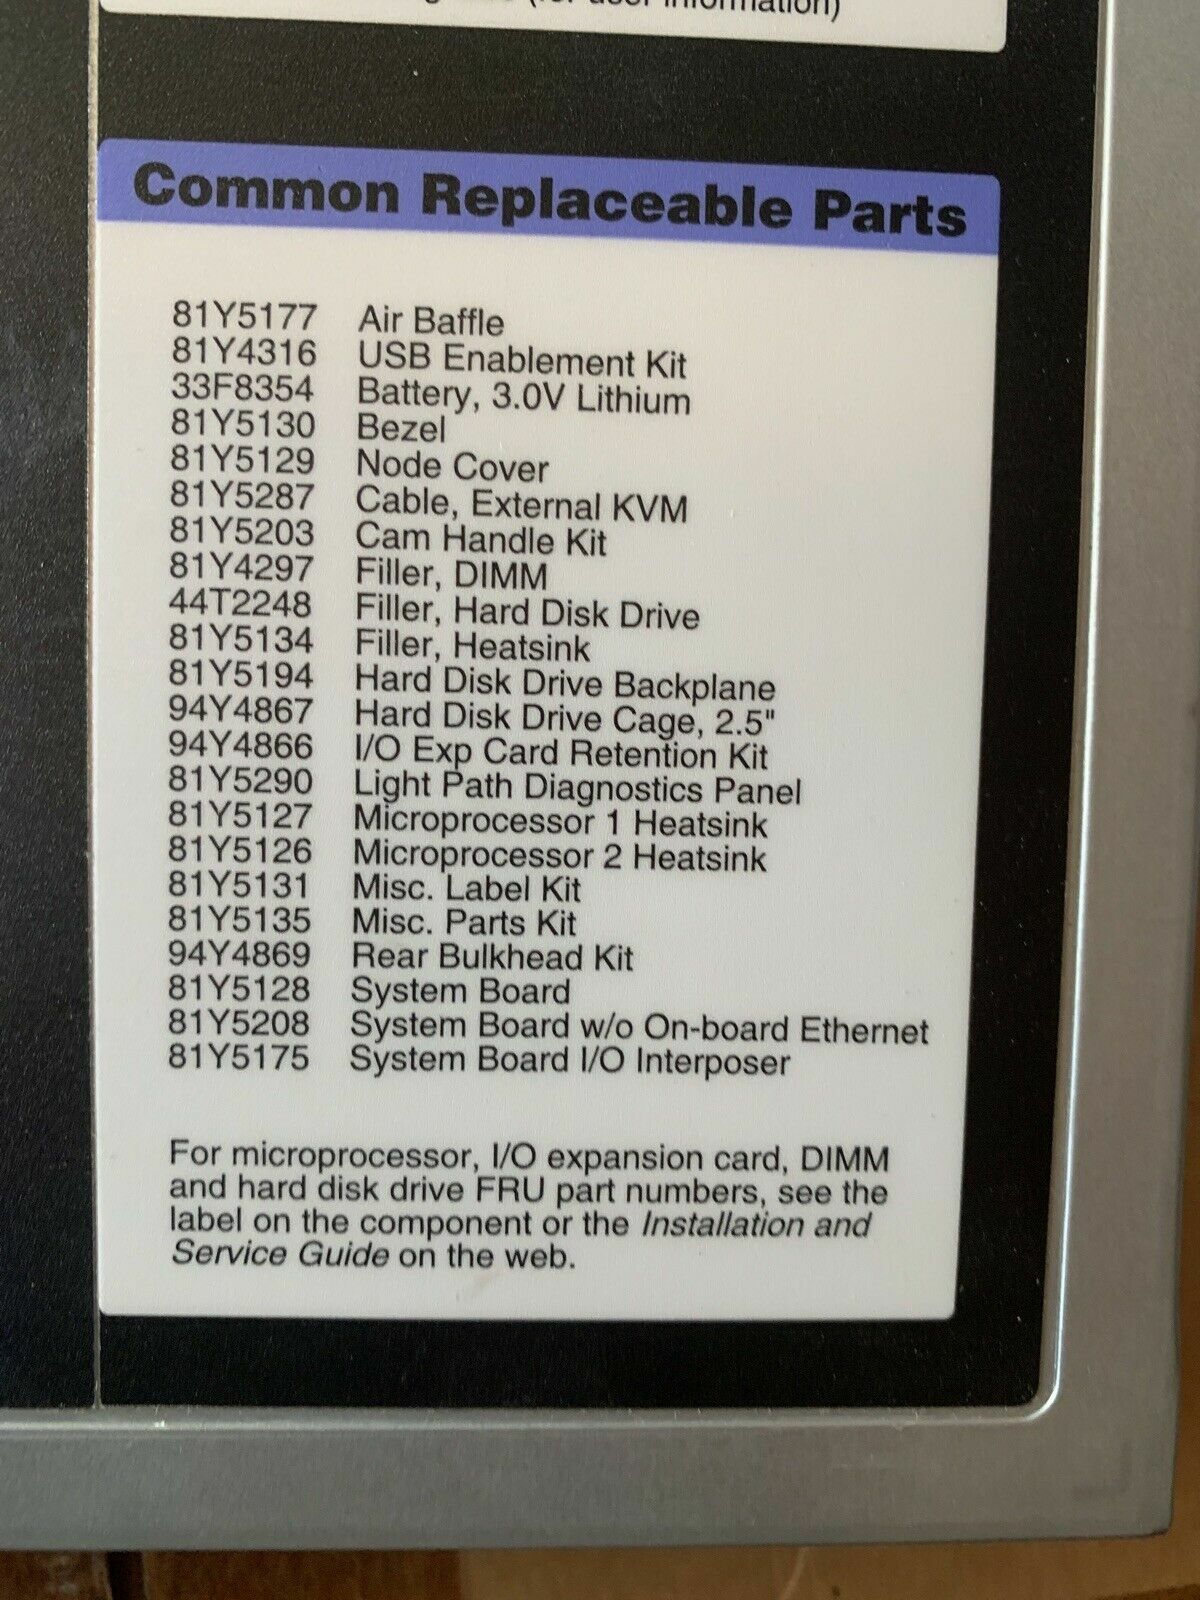 (for user information)
Common Replaceable Parts
81Y5177 Air Baffle
81Y4316 USB Enablement Kit
33F8354 Battery, 3.0V Lithium
81Y5130 Bezel
81Y5129 Node Cover
81Y5287 Cable, External KVM
81Y5203 Cam Handle Kit
81Y4297 Filler, DIMM
44T2248 Filler, Hard Disk Drive
81Y5134 Filler, Heatsink
81Y5194 Hard Disk Drive Backplane
94Y4867 Hard Disk Drive Cage, 2.5"
94Y4866 I/O Exp Card Retention Kit
81Y5290 Light Path Diagnostics Panel
81Y5127 Microprocessor 1 Heatsink
81Y5126 Microprocessor 2 Heatsink
81Y5131 Misc. Label Kit
81Y5135 Misc. Parts Kit
94Y4869 Rear Bulkhead Kit
81Y5128 System Board
81Y5208 System Board w/o On-board Ethernet
81Y5175 System Board I/O Interposer
For microprocessor, I/O expansion card, DIMM
and hard disk drive FRU part numbers, see the
label on the component or the Installation and
Service Guide on the web.